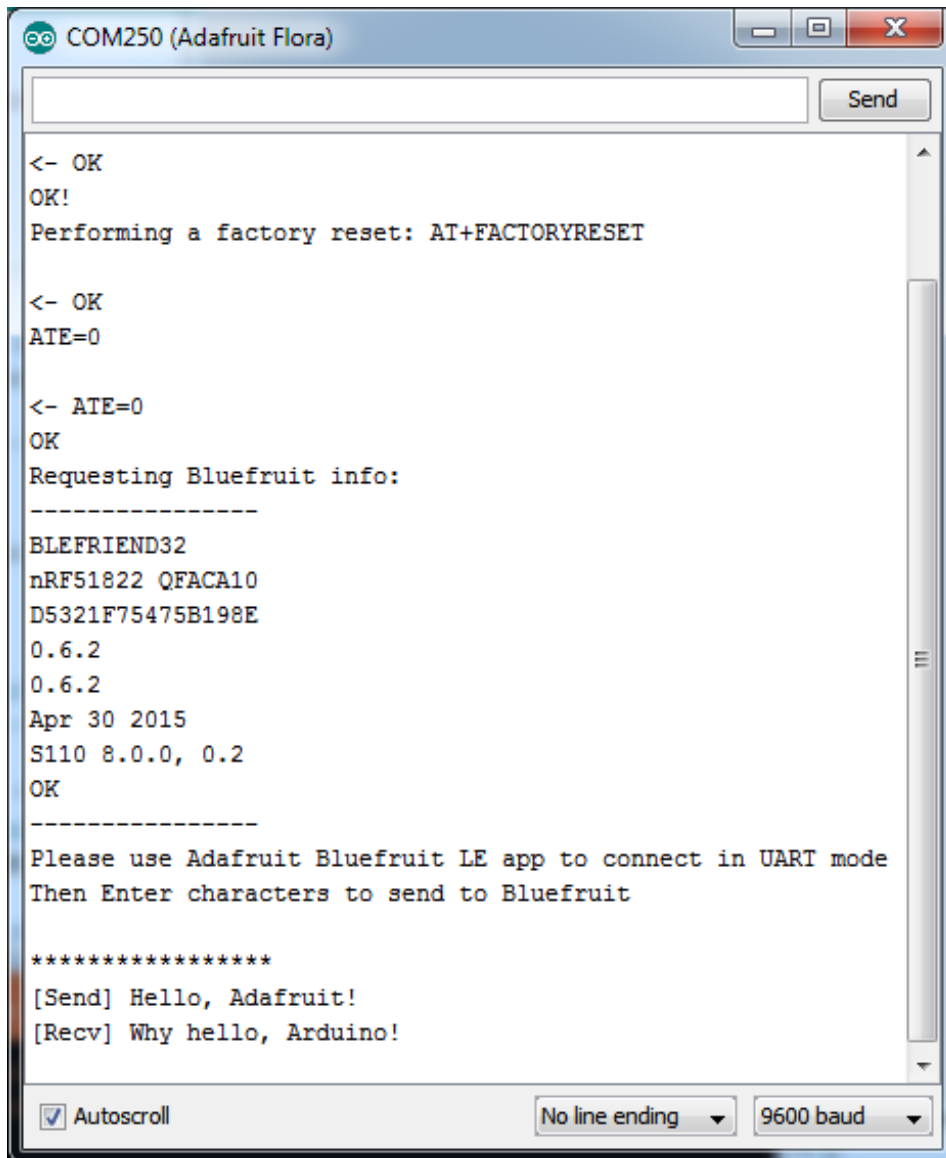 COM250 (Adafruit Flora)
Send
<- OK
OK!
Performing a factory reset: AT+FACTORYRESET
<- OK
ATE=0
<- ATE=0
OK
Requesting Bluefruit info:
----------------
BLEFRIEND32
nRF51822 QFACA10
D5321F75475B198E
0.6.2
0.6.2
Apr 30 2015
S110 8.0.0, 0.2
OK
----------------
Please use Adafruit Bluefruit LE app to connect in UART mode
Then Enter characters to send to Bluefruit
*****************
[Send] Hello, Adafruit!
[Recv] Why hello, Arduino!
Autoscroll
No line ending
9600 baud